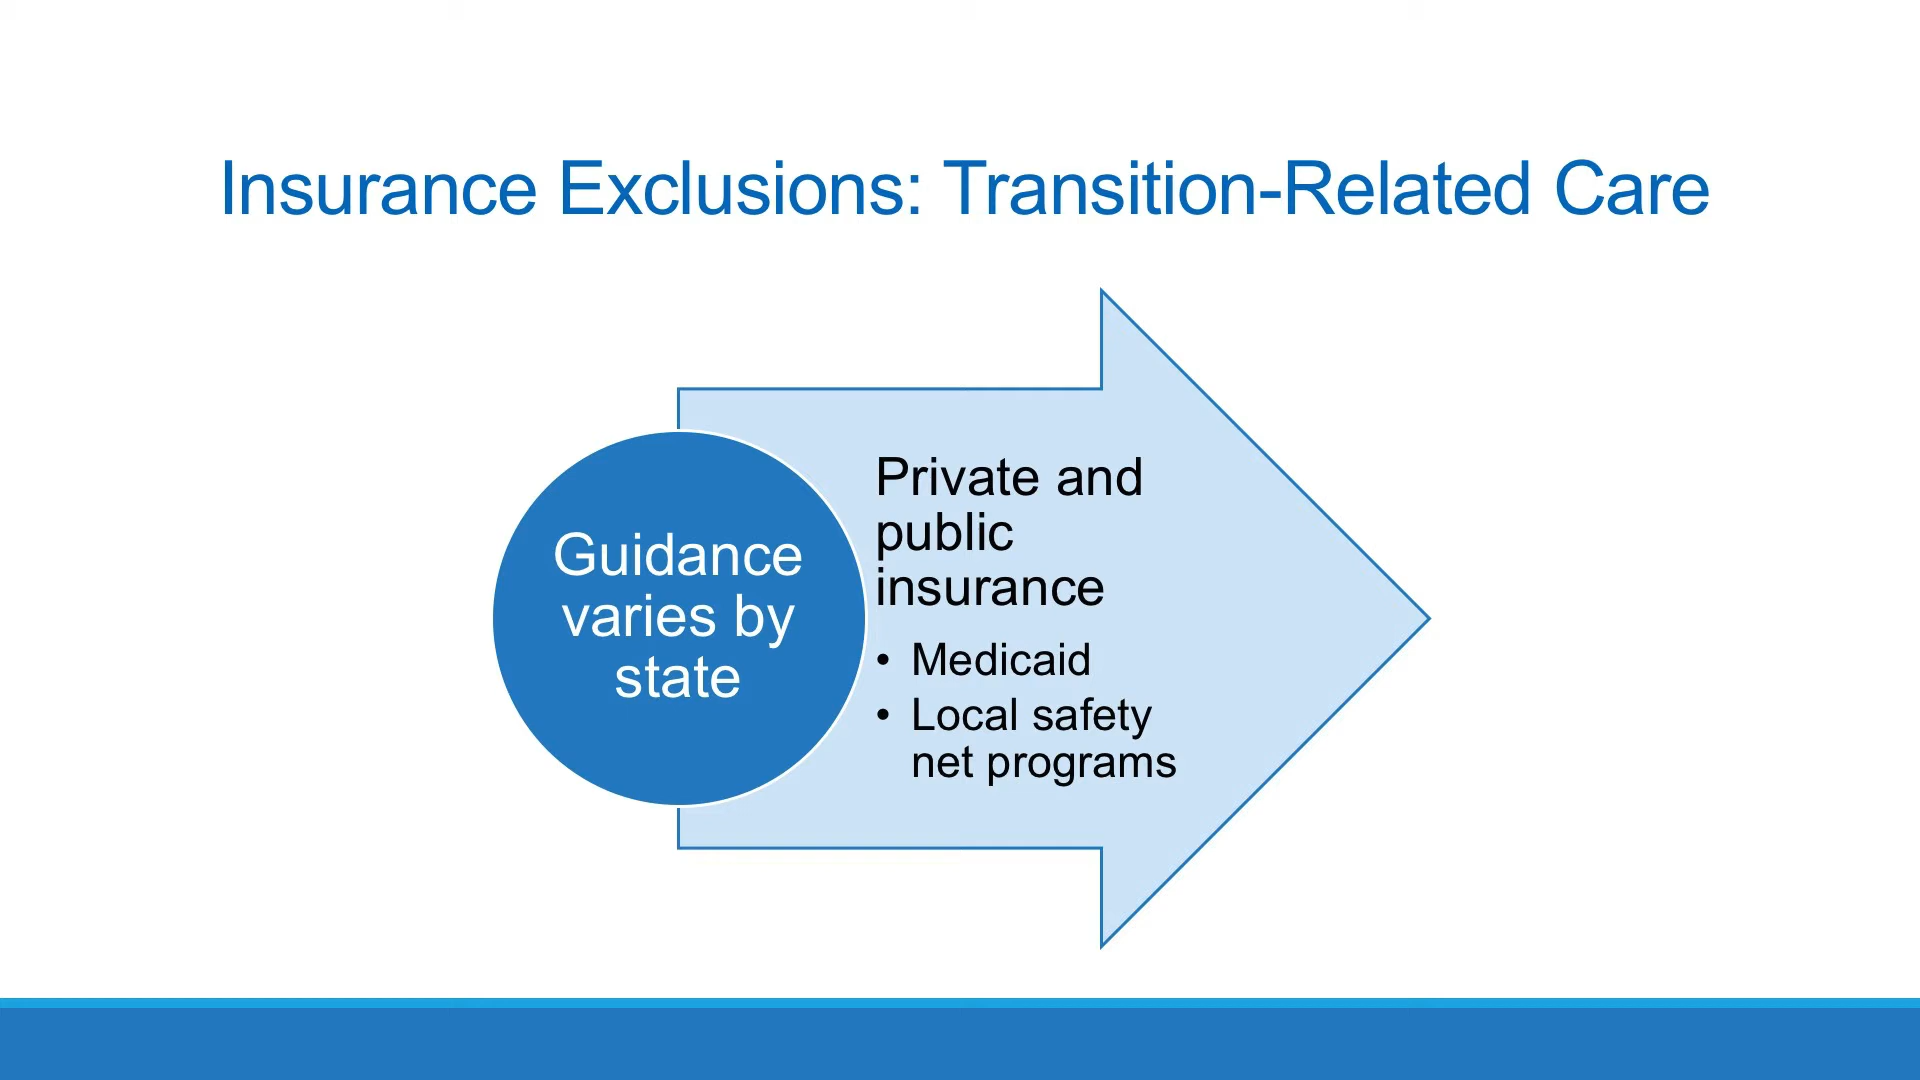 Insurance Exclusions: Transition-Related Care
Guidance
varies by
state
Private and
public
insurance
• Medicaid
• Local safety
net programs